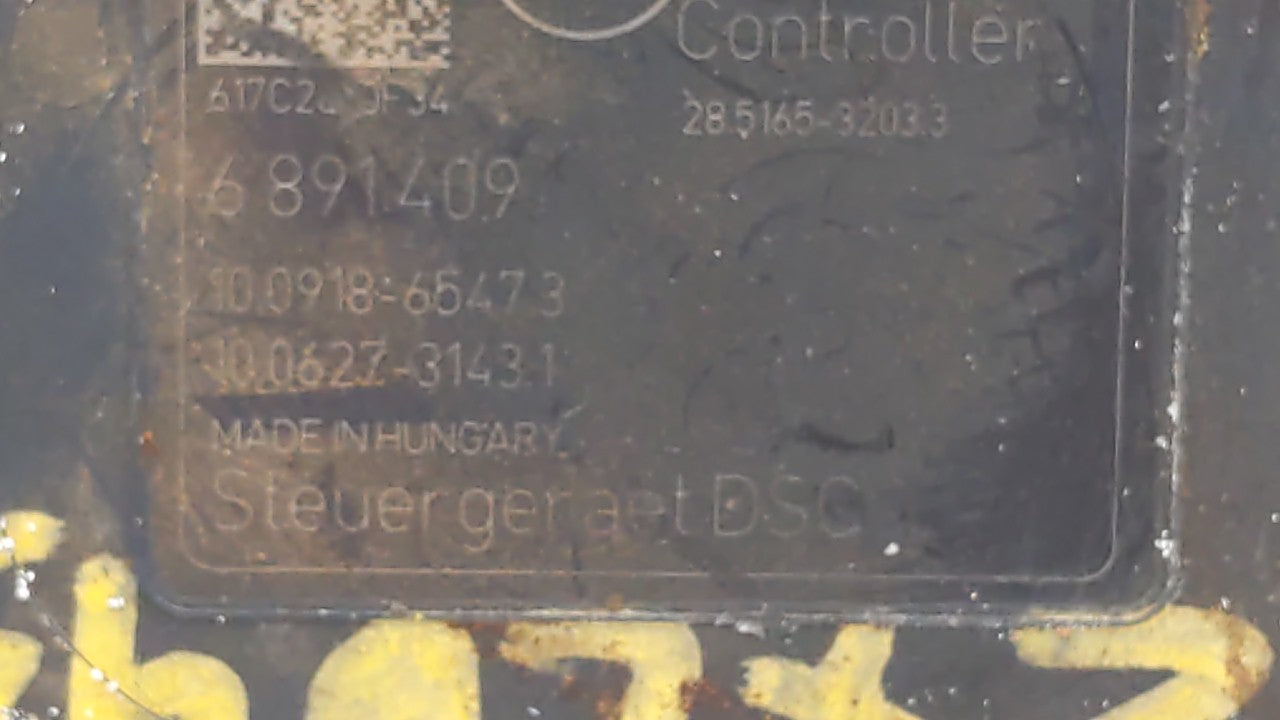 Controller
28.5165-3203.3
6 891 409
10.0918-6547.3
10.0627-3143.1
MADE IN HUNGARY
Steuergeraet DSC